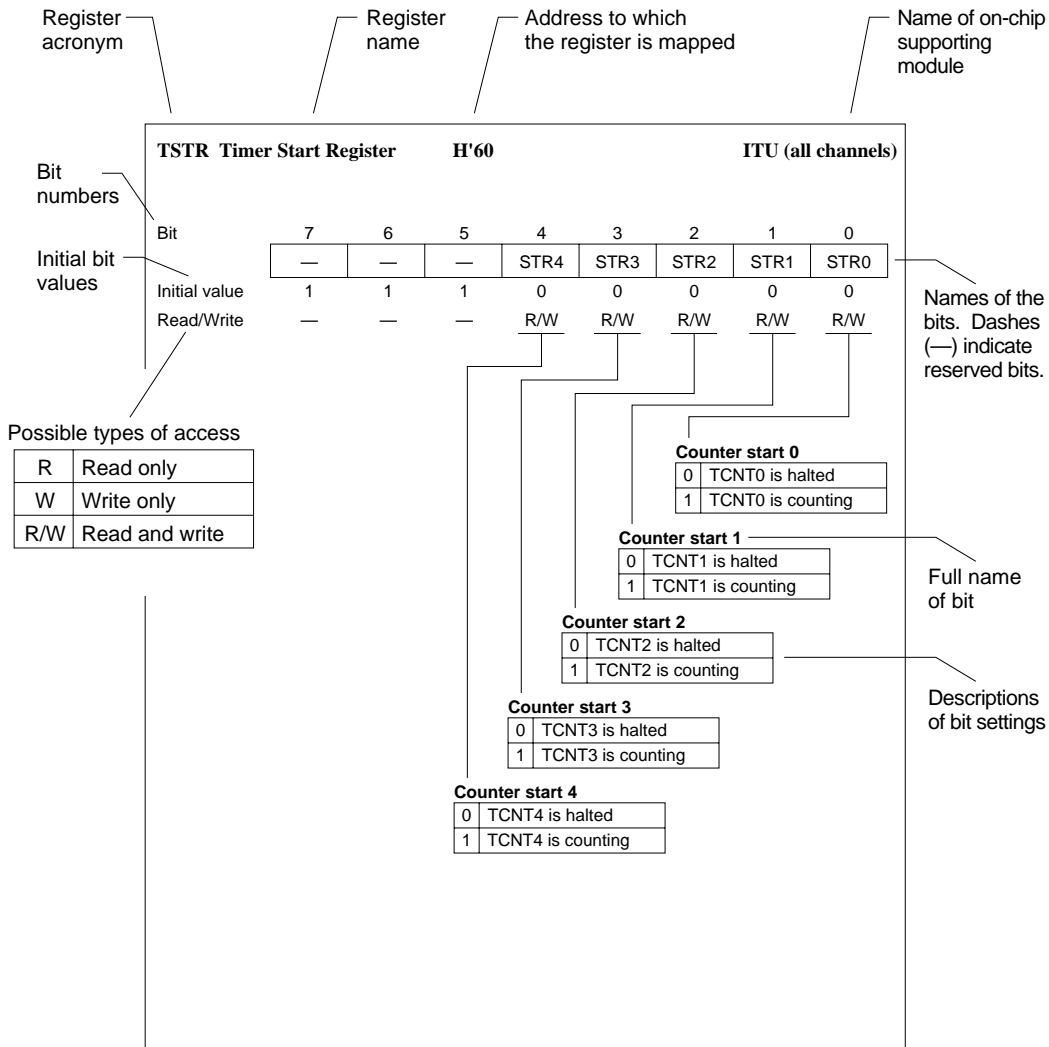 Register
acronym
Register
name
Address to which
the register is mapped
Name of on-chip
supporting
module
TSTR Timer Start Register H'60 ITU (all channels)
Bit
numbers
Bit 7 6 5 4 3 2 1 0
— — — STR4 STR3 STR2 STR1 STR0
Initial bit
values
Initial value 1 1 1 0 0 0 0 0
Read/Write — — — R/W R/W R/W R/W R/W
Names of the
bits. Dashes
(—) indicate
reserved bits.
Possible types of access
R Read only
W Write only
R/W Read and write
Counter start 0
0 TCNT0 is halted
1 TCNT0 is counting
Counter start 1
0 TCNT1 is halted
1 TCNT1 is counting
Full name
of bit
Counter start 2
0 TCNT2 is halted
1 TCNT2 is counting
Descriptions
of bit settings
Counter start 3
0 TCNT3 is halted
1 TCNT3 is counting
Counter start 4
0 TCNT4 is halted
1 TCNT4 is counting